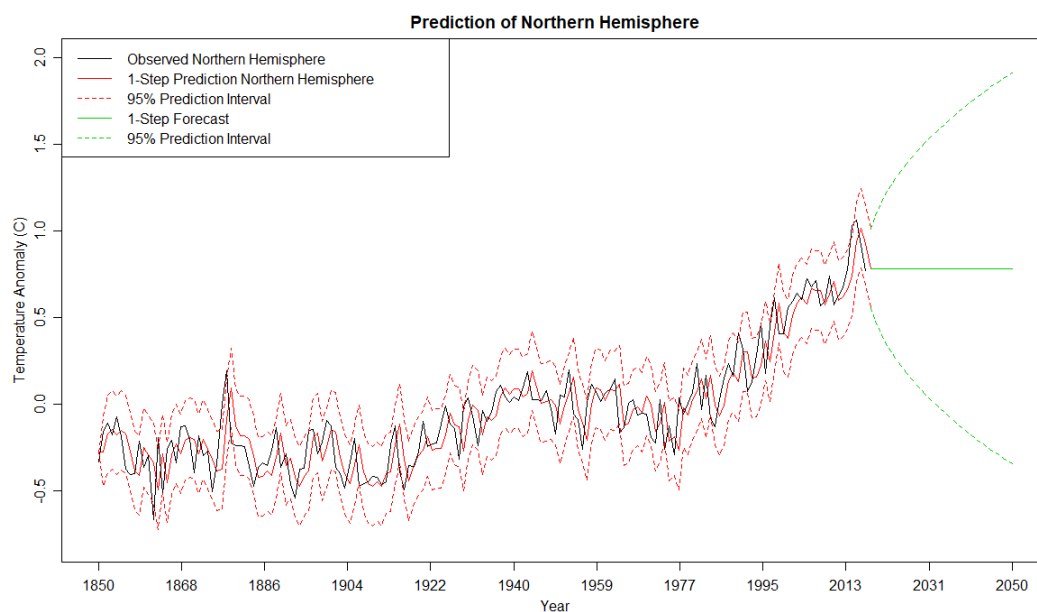 Prediction of Northern Hemisphere
Observed Northern Hemisphere
1-Step Prediction Northern Hemisphere
95% Prediction Interval
1-Step Forecast
95% Prediction Interval
Temperature Anomaly (C)
2.0
1.5
1.0
0.5
0.0
-0.5
1850 1868 1886 1904 1922 1940 1959 1977 1995 2013 2031 2050
Year